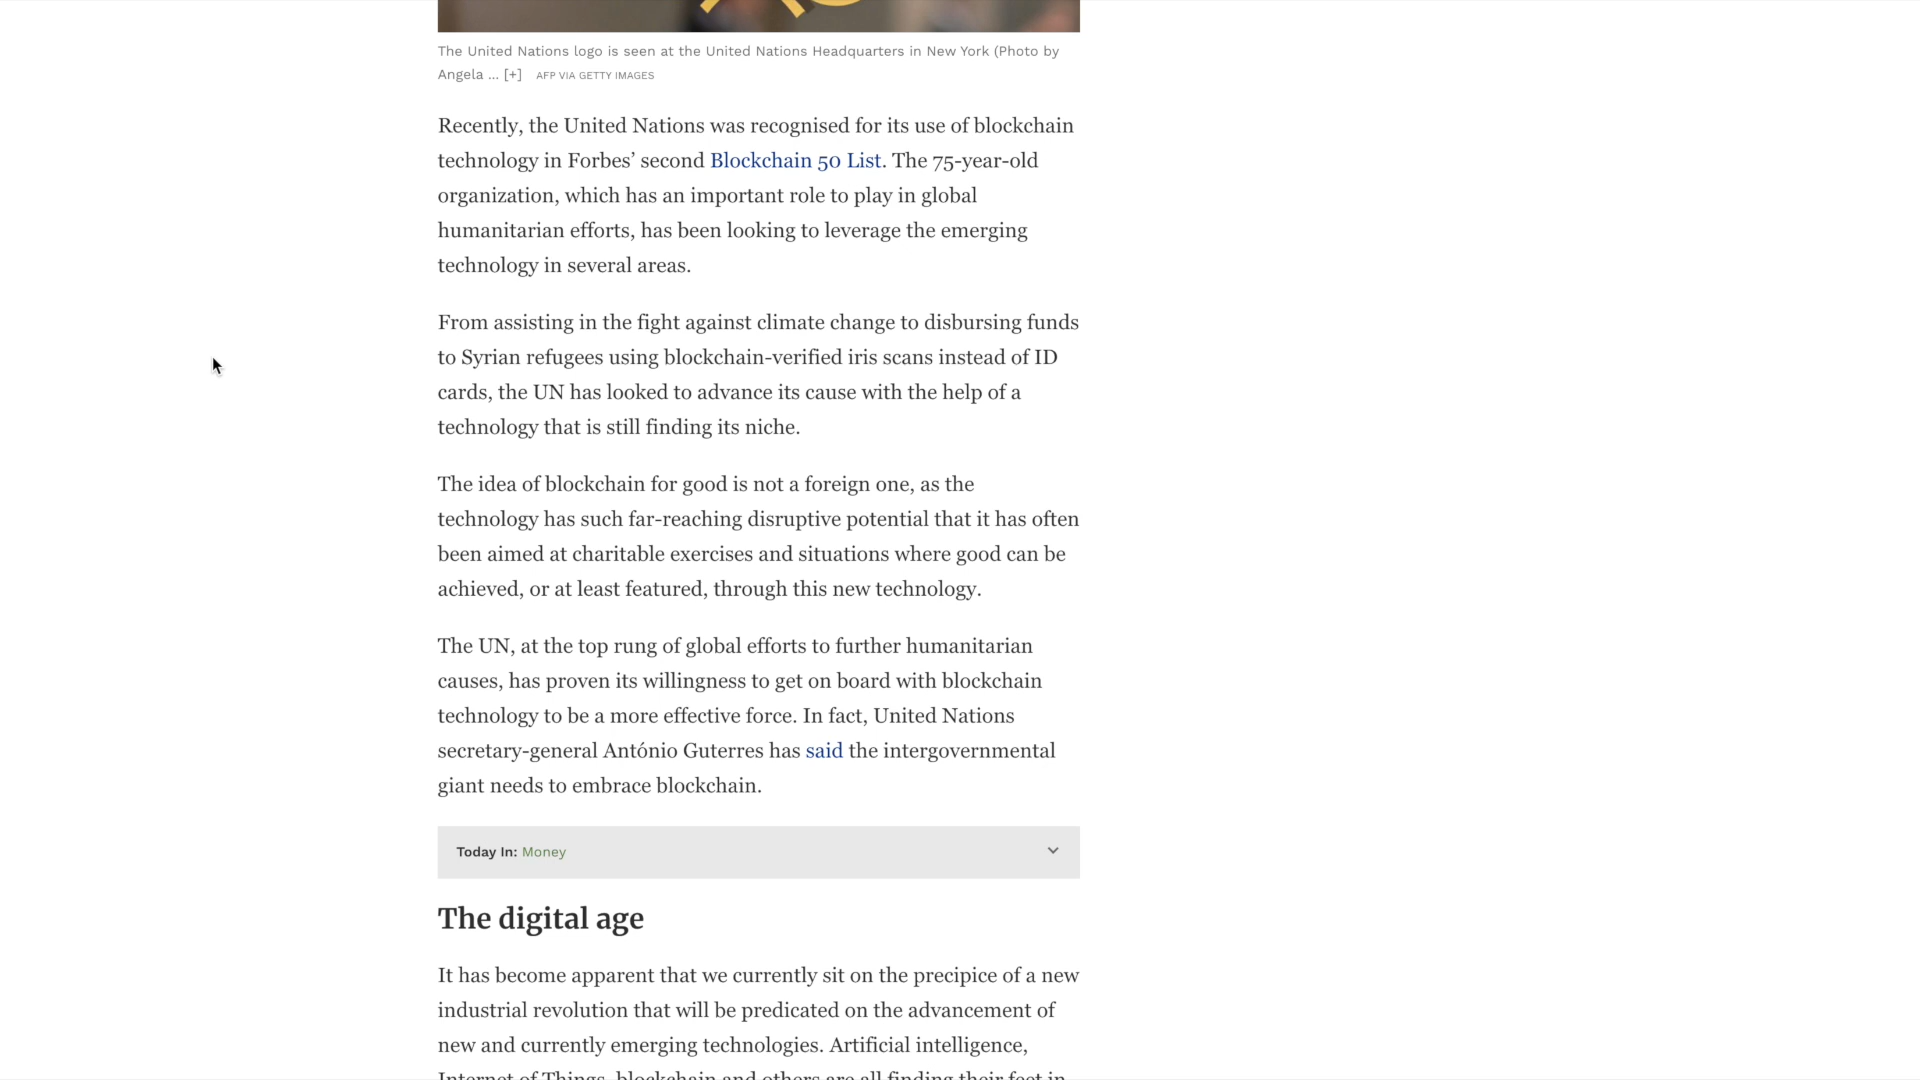 The United Nations logo is seen at the United Nations Headquarters in New York (Photo by
Angela ... [+] AFP VIA GETTY IMAGES
Recently, the United Nations was recognised for its use of blockchain
technology in Forbes’ second Blockchain 50 List. The 75-year-old
organization, which has an important role to play in global
humanitarian efforts, has been looking to leverage the emerging
technology in several areas.
From assisting in the fight against climate change to disbursing funds
to Syrian refugees using blockchain-verified iris scans instead of ID
cards, the UN has looked to advance its cause with the help of a
technology that is still finding its niche.
The idea of blockchain for good is not a foreign one, as the
technology has such far-reaching disruptive potential that it has often
been aimed at charitable exercises and situations where good can be
achieved, or at least featured, through this new technology.
The UN, at the top rung of global efforts to further humanitarian
causes, has proven its willingness to get on board with blockchain
technology to be a more effective force. In fact, United Nations
secretary-general António Guterres has said the intergovernmental
giant needs to embrace blockchain.
Today In: Money
The digital age
It has become apparent that we currently sit on the precipice of a new
industrial revolution that will be predicated on the advancement of
new and currently emerging technologies. Artificial intelligence,
Internet of Things, blockchain and others are all finding their feet in